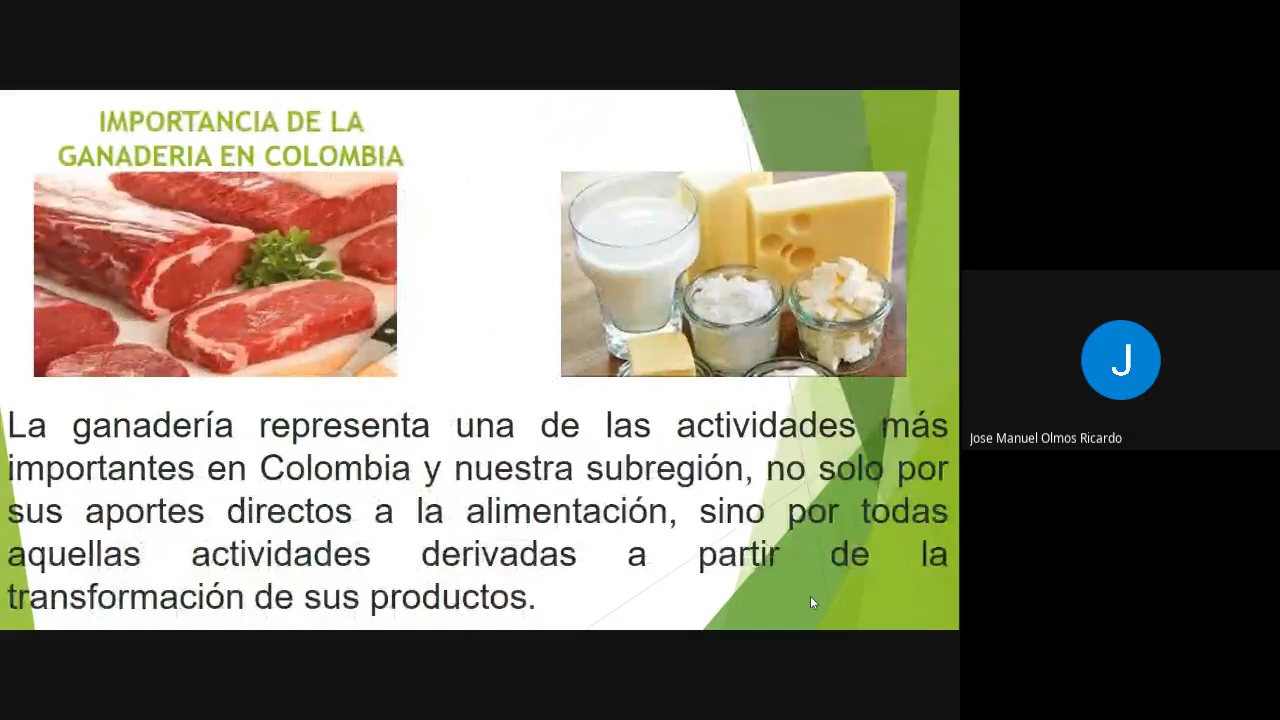 IMPORTANCIA DE LA
GANADERIA EN COLOMBIA
La ganadería representa una de las actividades más
importantes en Colombia y nuestra subregión, no solo por
sus aportes directos a la alimentación, sino por todas
aquellas actividades derivadas a partir de la
transformación de sus productos.
J
Jose Manuel Olmos Ricardo